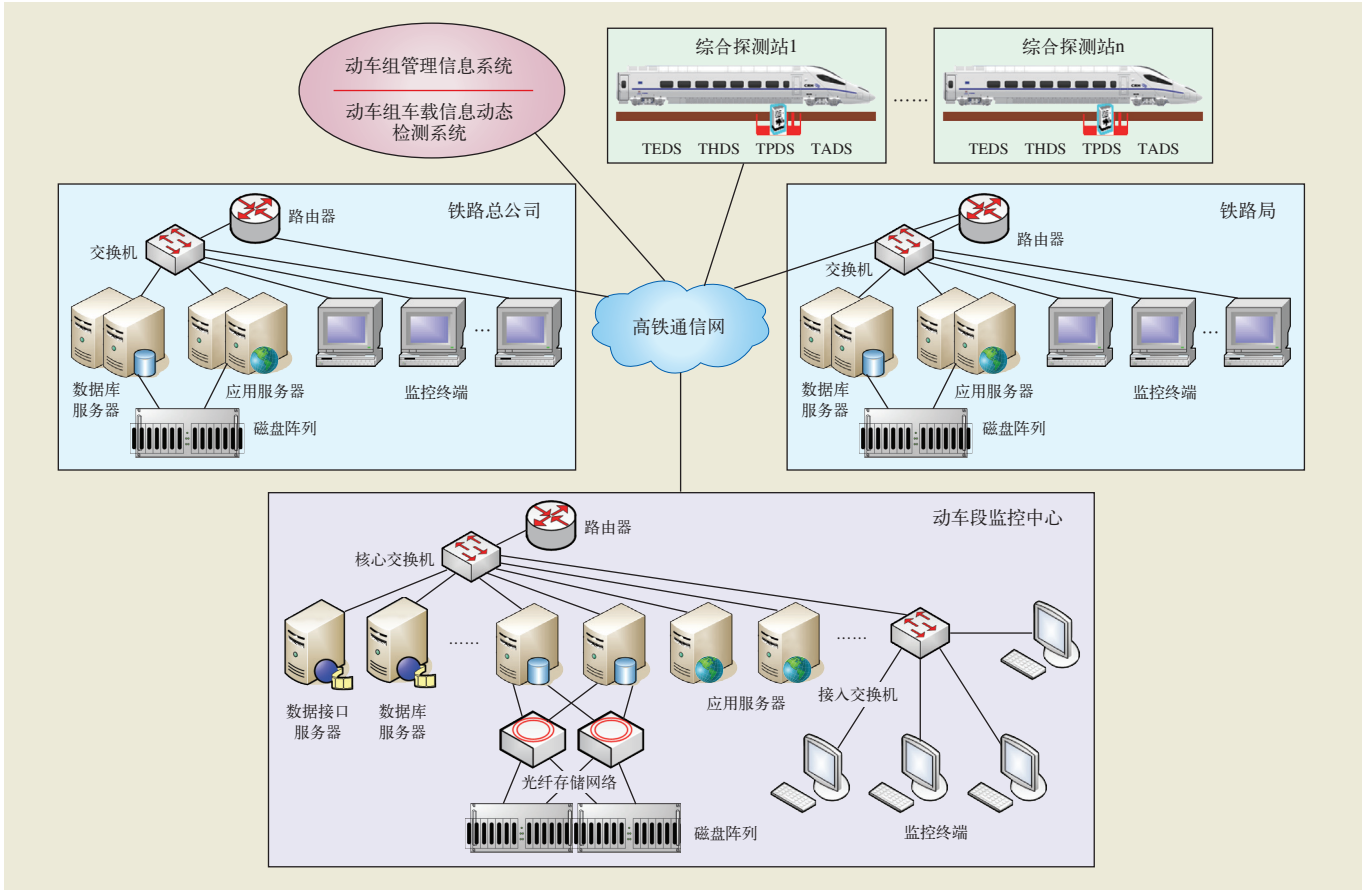 动车组管理信息系统
动车组车载信息动态
检测系统
综合探测站1
TEDS THDS TPDS TADS
……
综合探测站n
TEDS THDS TPDS TADS
铁路总公司
路由器
交换机
数据库
服务器
应用服务器
…
监控终端
磁盘阵列
高铁通信网
铁路局
路由器
交换机
数据库
服务器
应用服务器
…
监控终端
磁盘阵列
动车段监控中心
路由器
核心交换机
……
……
数据接口
服务器
数据库
服务器
应用服务器
接入交换机
光纤存储网络
磁盘阵列
监控终端